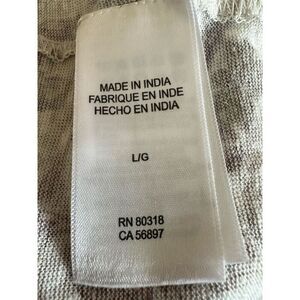 MADE IN INDIA
FABRIQUE EN INDE
HECHO EN INDIA
L/G
RN 80318
CA 56897